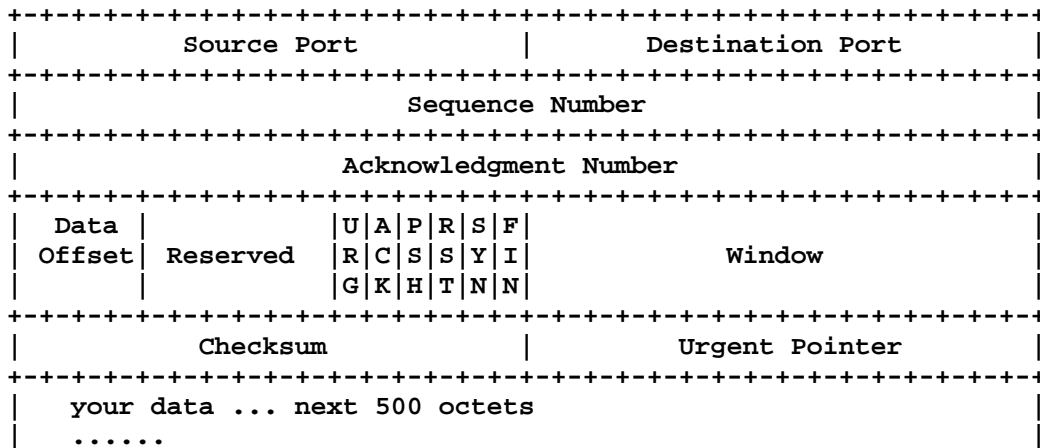 +-+-+-+-+-+-+-+-+-+-+-+-+-+-+-+-+-+-+-+-+-+-+-+-+-+-+-+-+-+-+-+-+
| Source Port | Destination Port |
+-+-+-+-+-+-+-+-+-+-+-+-+-+-+-+-+-+-+-+-+-+-+-+-+-+-+-+-+-+-+-+-+
| Sequence Number |
+-+-+-+-+-+-+-+-+-+-+-+-+-+-+-+-+-+-+-+-+-+-+-+-+-+-+-+-+-+-+-+-+
| Acknowledgment Number |
+-+-+-+-+-+-+-+-+-+-+-+-+-+-+-+-+-+-+-+-+-+-+-+-+-+-+-+-+-+-+-+-+
| Data | |U|A|P|R|S|F| |
| Offset| Reserved |R|C|S|S|Y|I| Window |
| | |G|K|H|T|N|N| |
+-+-+-+-+-+-+-+-+-+-+-+-+-+-+-+-+-+-+-+-+-+-+-+-+-+-+-+-+-+-+-+-+
| Checksum | Urgent Pointer |
+-+-+-+-+-+-+-+-+-+-+-+-+-+-+-+-+-+-+-+-+-+-+-+-+-+-+-+-+-+-+-+-+
| your data ... next 500 octets |
| ...... |